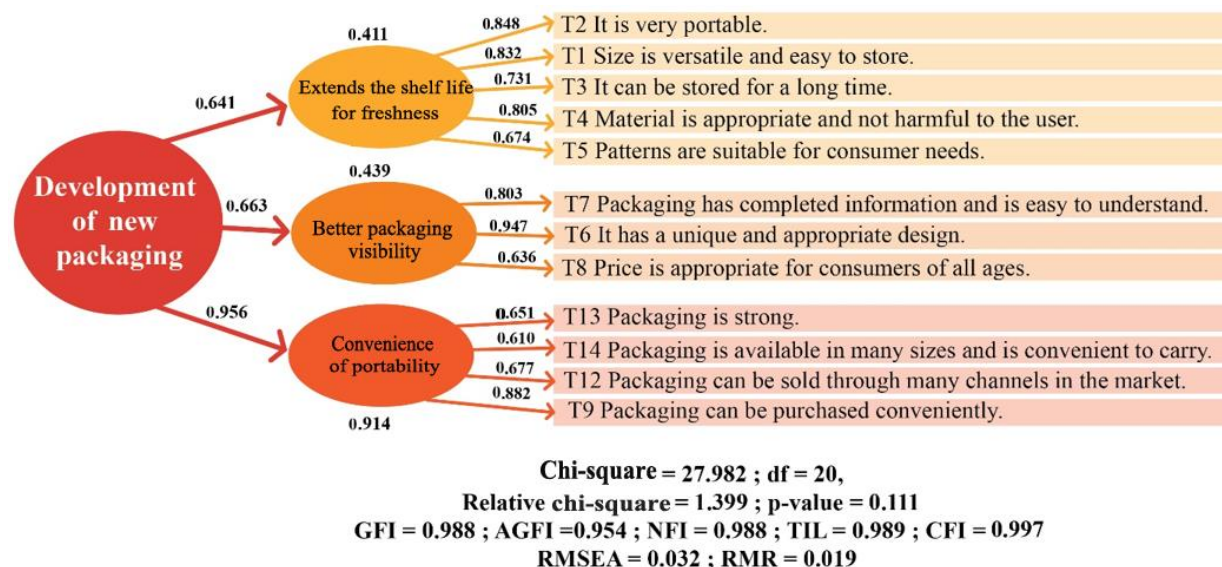 Development
of new
packaging
0.641
0.663
0.956
0.411
Extends the shelf life
for freshness
0.848
0.832
0.731
0.805
0.674
T2 It is very portable.
T1 Size is versatile and easy to store.
T3 It can be stored for a long time.
T4 Material is appropriate and not harmful to the user.
T5 Patterns are suitable for consumer needs.
0.439
Better packaging
visibility
0.803
0.947
0.636
T7 Packaging has completed information and is easy to understand.
T6 It has a unique and appropriate design.
T8 Price is appropriate for consumers of all ages.
Convenience
of portability
0.914
0.651
0.610
0.677
0.882
T13 Packaging is strong.
T14 Packaging is available in many sizes and is convenient to carry.
T12 Packaging can be sold through many channels in the market.
T9 Packaging can be purchased conveniently.
Chi-square = 27.982 ; df = 20,
Relative chi-square = 1.399 ; p-value = 0.111
GFI = 0.988 ; AGFI =0.954 ; NFI = 0.988 ; TIL = 0.989 ; CFI = 0.997
RMSEA = 0.032 ; RMR = 0.019